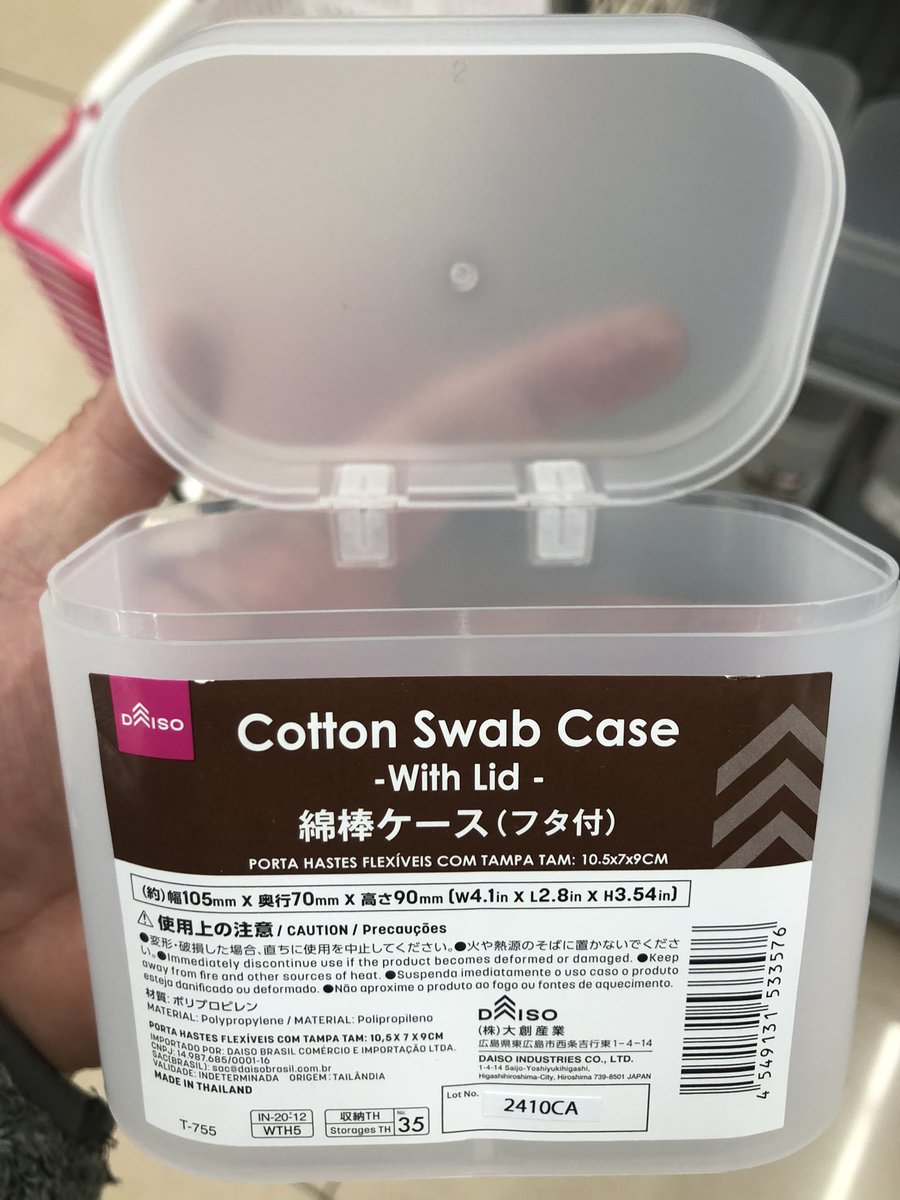 2
DAISO
Cotton Swab Case
-With Lid -
綿棒ケース(フタ付)
PORTA HASTES FLEXÍVEIS COM TAMPA TAM: 10.5x7x9CM
(約)幅105mm X 奥行70mm X 高さ90mm (W4.1in X L2.8in X H3.54in)
⚠使用上の注意 / CAUTION / Precauções
●変形・破損した場合、直ちに使用を中止してください。●火や熱源のそばに置かないでくださ
い。●Immediately discontinue use if the product becomes deformed or damaged. ●Keep
away from fire and other sources of heat. ●Suspenda imediatamente o uso caso o produto
esteja danificado ou deformado. ●Não aproxime o produto ao fogo ou fontes de aquecimento.
材質:ポリプロピレン
MATERIAL: Polypropylene / MATERIAL: Polipropileno
PORTA HASTES FLEXÍVEIS COM TAMPA TAM: 10,5 X 7 X 9CM
IMPORTADO POR: DAISO BRASIL COMÉRCIO E IMPORTAÇÃO LTDA.
CNPJ: 14.987.685/0001-16
SAC(BRASIL): sac@daisobrasil.com.br
VALIDADE: INDETERMINADA ORIGEM: TAILÂNDIA
MADE IN THAILAND
DAISO
(株)大創産業
広島県東広島市西条吉行東1-4-14
DAISO INDUSTRIES CO., LTD.
1-4-14 Saijo-Yoshiyukihigashi,
Higashihiroshima-City, Hiroshima 739-8501 JAPAN
T-755
IN-20-12
WTH5
収納TH
Storages TH
No.
35
Lot No.
2410CA
4 549131 533576